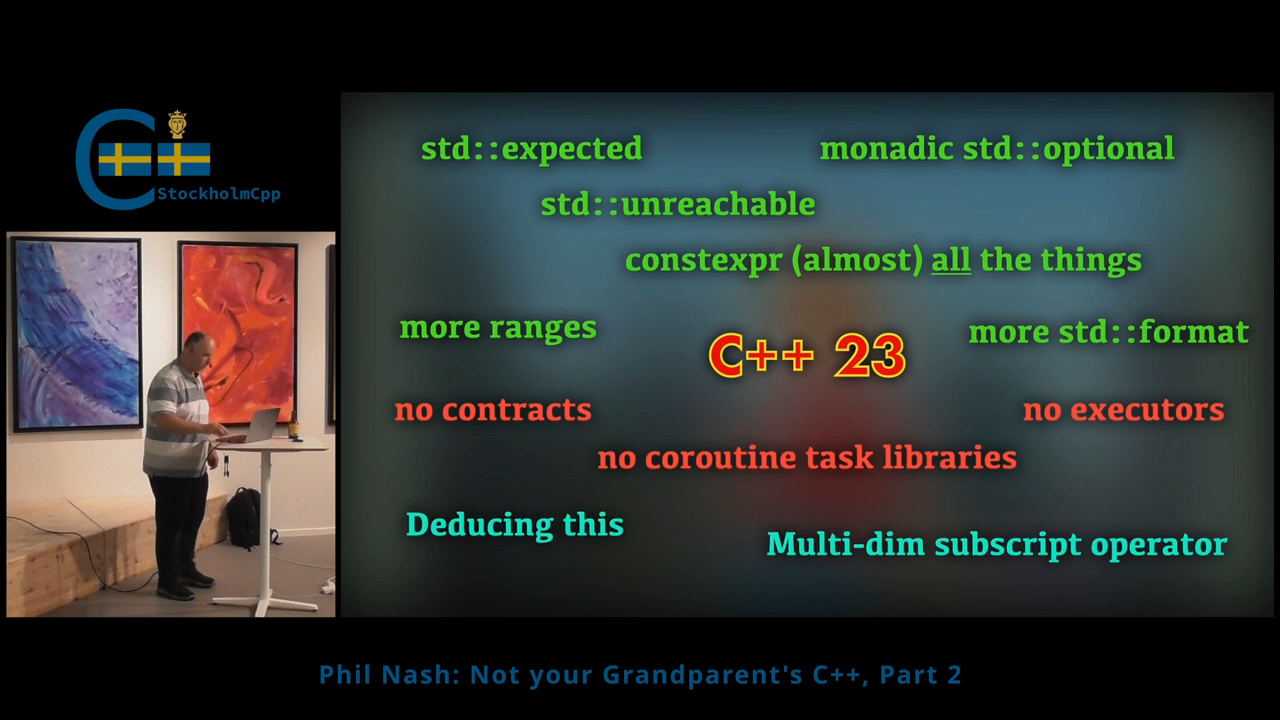 StockholmCpp
std::expected
monadic std::optional
std::unreachable
constexpr (almost) all the things
more ranges
C++ 23
more std::format
no contracts
no executors
no coroutine task libraries
Deducing this
Multi-dim subscript operator
Phil Nash: Not your Grandparent's C++, Part 2